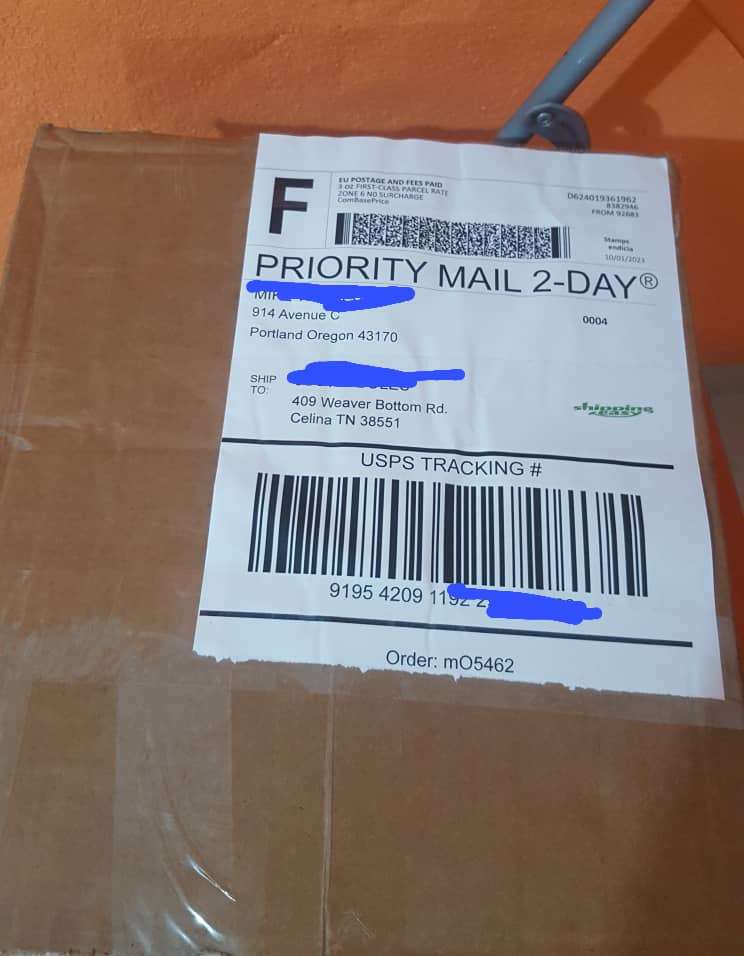 F
EU POSTAGE AND FEES PAID
3 oz FIRST-CLASS PARCEL RATE
ZONE 6 NO SURCHARGE
ComBasePrice
D624019361962
8382946
FROM 92683
Stamps
endicia
10/01/2023
PRIORITY MAIL 2-DAY®
0004
914 Avenue C
Portland Oregon 43170
SHIP
TO:
409 Weaver Bottom Rd.
Celina TN 38551
shipping
easy
USPS TRACKING #
9195 4209 1192
Order: mO5462